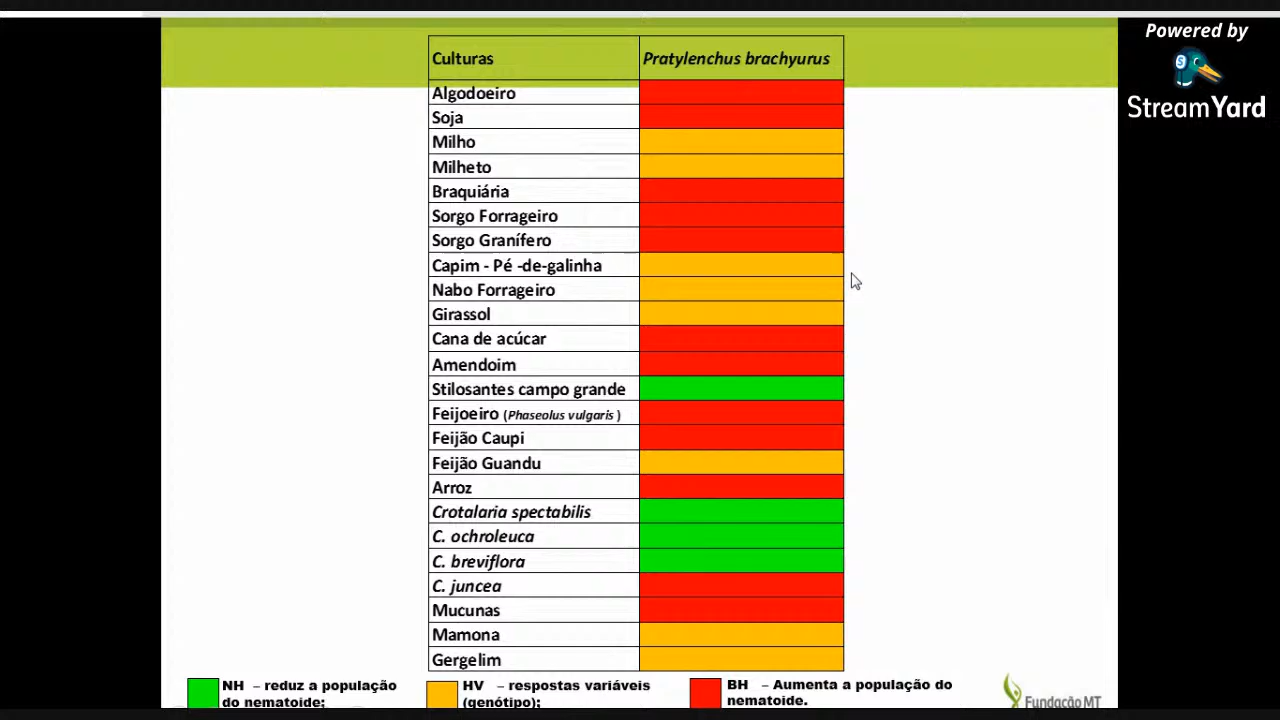 Powered by
StreamYard
Culturas Pratylenchus brachyurus
Algodoeiro
Soja
Milho
Milheto
Braquiária
Sorgo Forrageiro
Sorgo Granífero
Capim - Pé -de-galinha
Nabo Forrageiro
Girassol
Cana de acúcar
Amendoim
Stilosantes campo grande
Feijoeiro (Phaseolus vulgaris )
Feijão Caupi
Feijão Guandu
Arroz
Crotalaria spectabilis
C. ochroleuca
C. breviflora
C. juncea
Mucunas
Mamona
Gergelim
NH – reduz a população
do nematoide;
HV – respostas variáveis
(genótipo);
BH – Aumenta a população do
nematoide.
Fundação MT